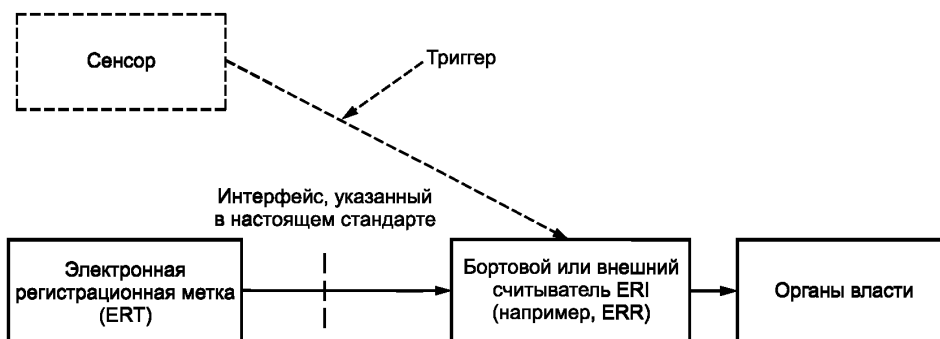 Сенсор
Триггер
Интерфейс, указанный
в настоящем стандарте
Электронная
регистрационная метка
(ERT)
Бортовой или внешний
считыватель ERI
(например, ERR)
Органы власти